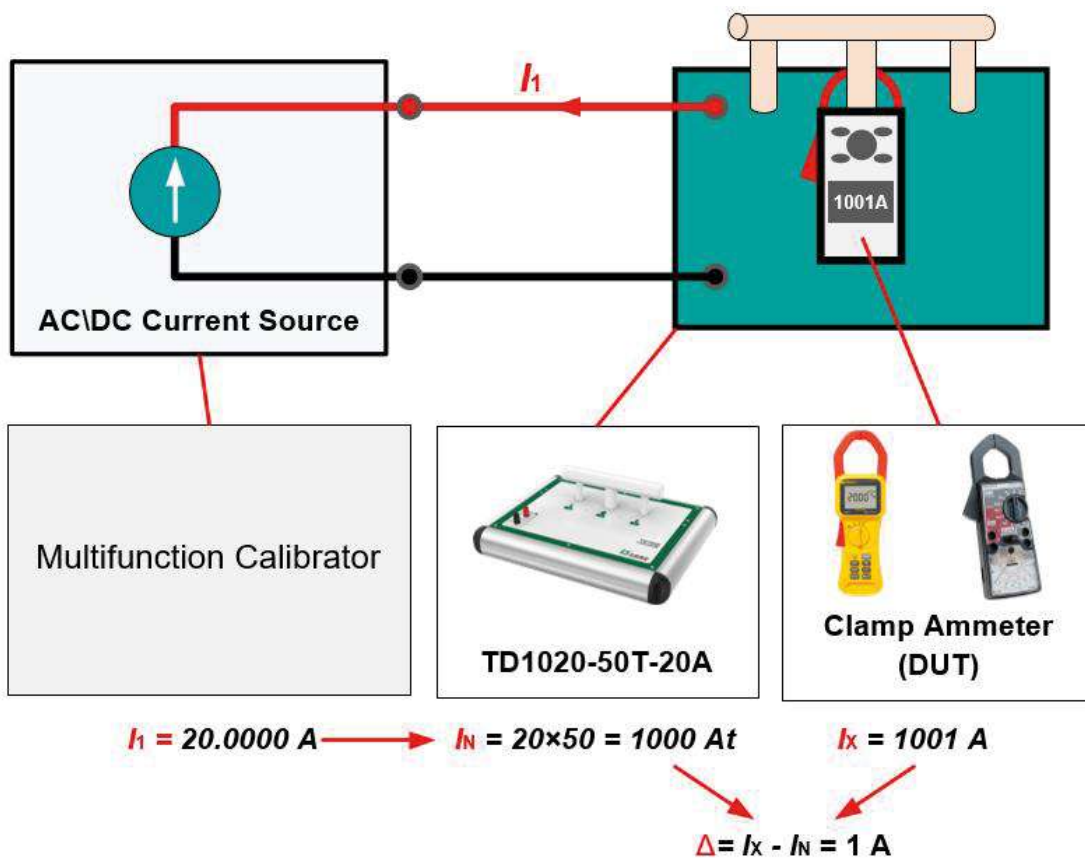 I1
1001A
AC\DC Current Source
Multifunction Calibrator
TD1020-50T-20A
Clamp Ammeter
(DUT)
I1 = 20.0000 A
IN = 20×50 = 1000 At
IX = 1001 A
Δ= IX - IN = 1 A